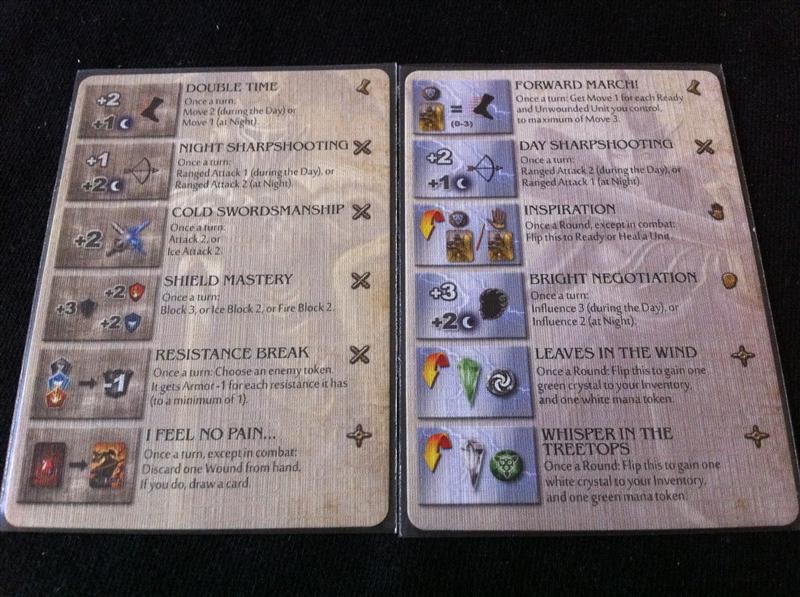 DOUBLE TIME
Once a turn:
Move 2 (during the Day) or
Move 1 (at Night).
+2
+1
NIGHT SHARPSHOOTING
Once a turn:
Ranged Attack 1 (during the Day), or
Ranged Attack 2 (at Night).
+1
+2
COLD SWORDSMANSHIP
Once a turn:
Attack 2, or
Ice Attack 2.
+2
SHIELD MASTERY
Once a turn:
Block 3, or Ice Block 2, or Fire Block 2.
+3
+2
+2
RESISTANCE BREAK
Once a turn: Choose an enemy token.
It gets Armor -1 for each resistance it has
(to a minimum of 1).
-1
I FEEL NO PAIN...
Once a turn, except in combat:
Discard one Wound from hand.
If you do, draw a card.
FORWARD MARCH!
Once a turn: Get Move 1 for each Ready
and Unwounded Unit you control,
to maximum of Move 3.
=
(0-3)
DAY SHARPSHOOTING
Once a turn:
Ranged Attack 2 (during the Day), or
Ranged Attack 1 (at Night).
+2
+1
INSPIRATION
Once a Round, except in combat:
Flip this to Ready or Heal a Unit.
BRIGHT NEGOTIATION
Once a turn:
Influence 3 (during the Day), or
Influence 2 (at Night).
+3
+2
LEAVES IN THE WIND
Once a Round: Flip this to gain one
green crystal to your Inventory,
and one white mana token.
WHISPER IN THE
TREETOPS
Once a Round: Flip this to gain one
white crystal to your Inventory,
and one green mana token.